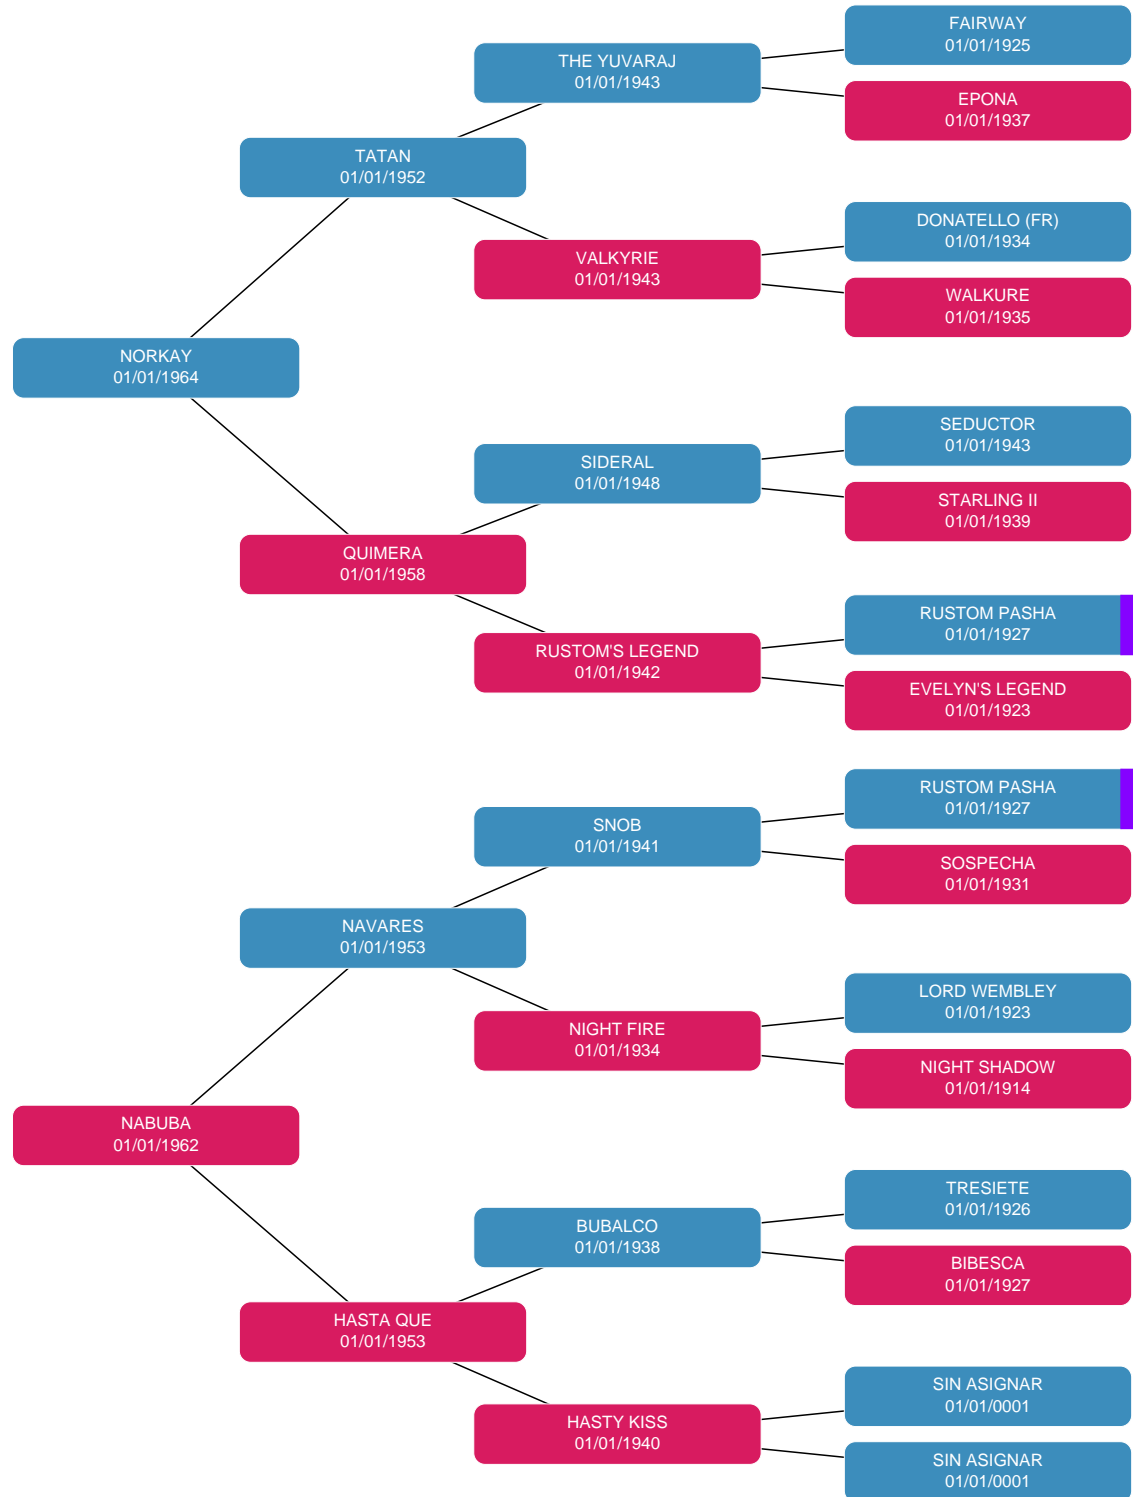 FAIRWAY
01/01/1925
THE YUVARAJ
01/01/1943
EPONA
01/01/1937
TATAN
01/01/1952
DONATELLO (FR)
01/01/1934
VALKYRIE
01/01/1943
WALKURE
01/01/1935
NORKAY
01/01/1964
SEDUCTOR
01/01/1943
SIDERAL
01/01/1948
STARLING II
01/01/1939
QUIMERA
01/01/1958
RUSTOM PASHA
01/01/1927
RUSTOM'S LEGEND
01/01/1942
EVELYN'S LEGEND
01/01/1923
RUSTOM PASHA
01/01/1927
SNOB
01/01/1941
SOSPECHA
01/01/1931
NAVARES
01/01/1953
LORD WEMBLEY
01/01/1923
NIGHT FIRE
01/01/1934
NIGHT SHADOW
01/01/1914
NABUBA
01/01/1962
TRESIETE
01/01/1926
BUBALCO
01/01/1938
BIBESCA
01/01/1927
HASTA QUE
01/01/1953
SIN ASIGNAR
01/01/0001
HASTY KISS
01/01/1940
SIN ASIGNAR
01/01/0001